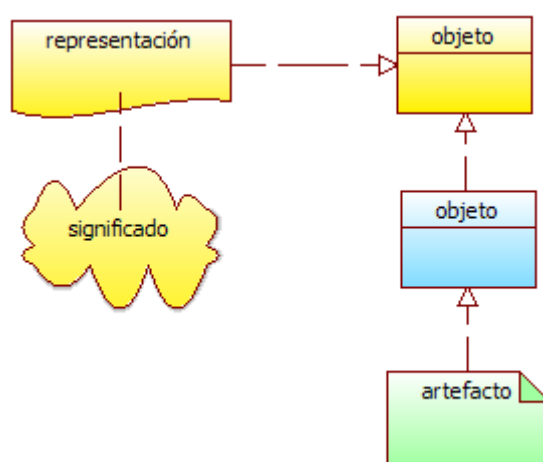 representación
objeto
significado
objeto
artefacto